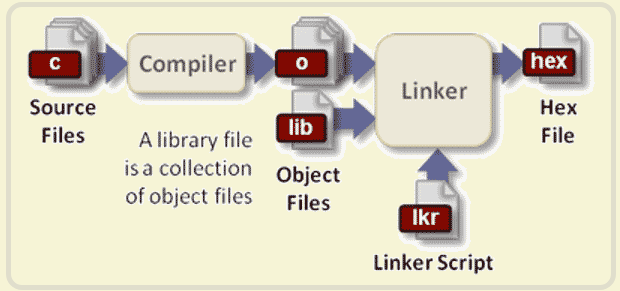 c
Source
Files
Compiler
A library file
is a collection
of object files
o
lib
Object
Files
Linker
lkr
Linker Script
hex
Hex
File